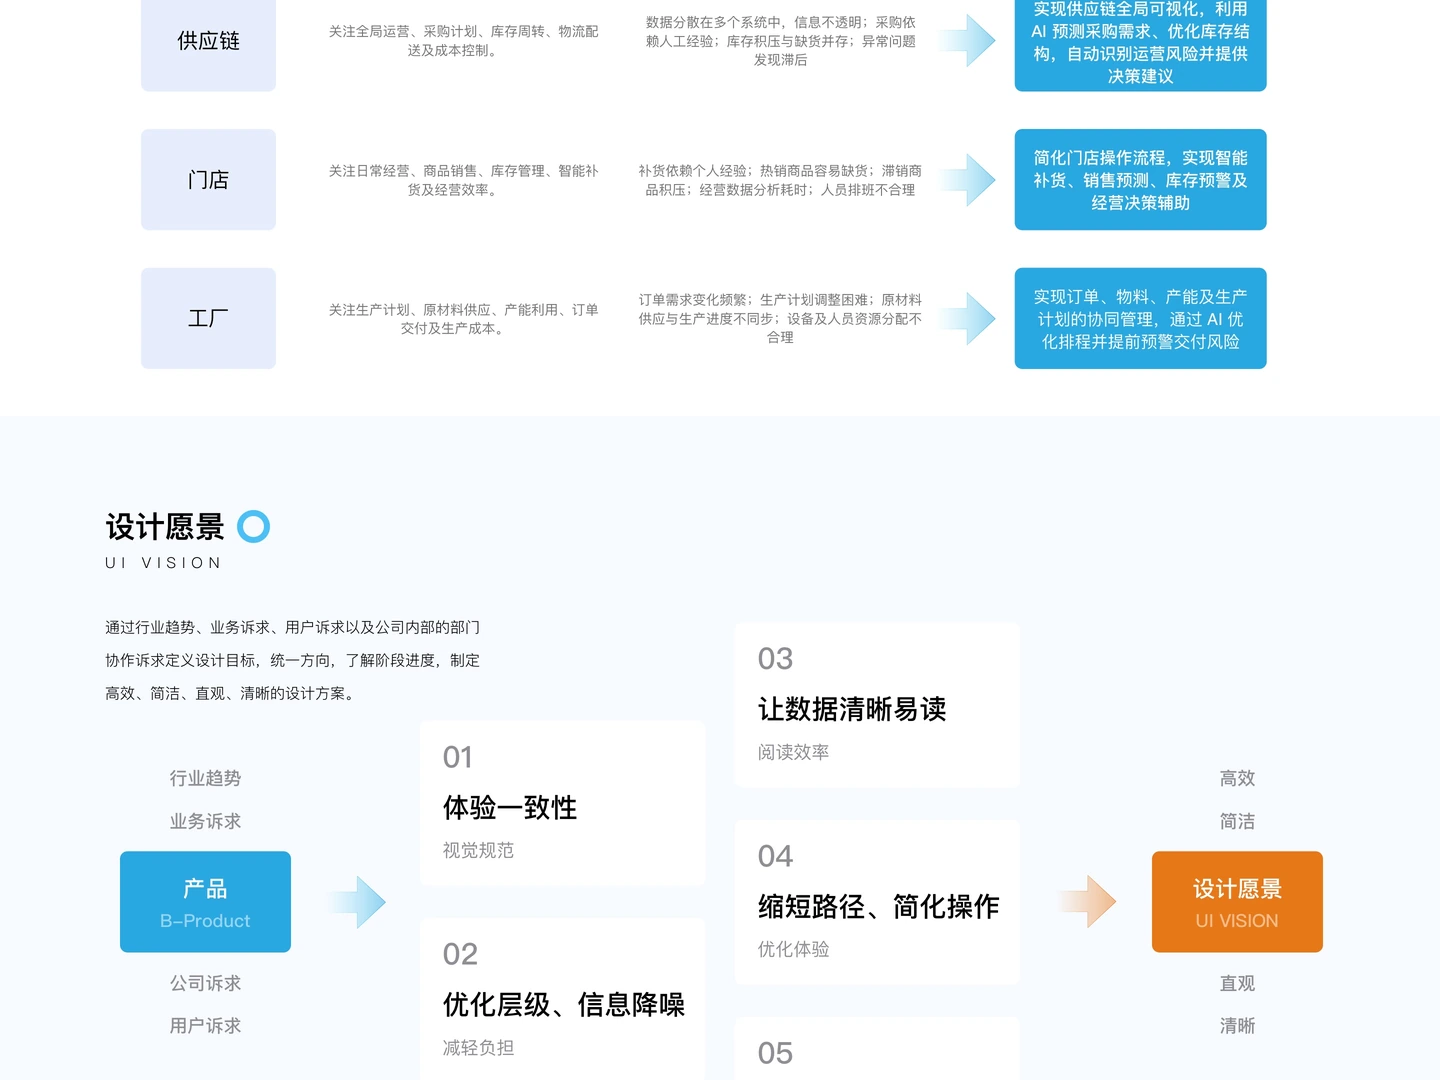 供应链
关注全局运营、采购计划、库存周转、物流配
送及成本控制。
数据分散在多个系统中，信息不透明；采购依
赖人工经验；库存积压与缺货并存；异常问题
发现滞后
实现供应链全局可视化，利用
AI 预测采购需求、优化库存结
构，自动识别运营风险并提供
决策建议
门店
关注日常经营、商品销售、库存管理、智能补
货及经营效率。
补货依赖个人经验；热销商品容易缺货；滞销商
品积压；经营数据分析耗时；人员排班不合理
简化门店操作流程，实现智能
补货、销售预测、库存预警及
经营决策辅助
工厂
关注生产计划、原材料供应、产能利用、订单
交付及生产成本。
订单需求变化频繁；生产计划调整困难；原材料
供应与生产进度不同步；设备及人员资源分配不
合理
实现订单、物料、产能及生产
计划的协同管理，通过 AI 优
化排程并提前预警交付风险
设计愿景
UI VISION
通过行业趋势、业务诉求、用户诉求以及公司内部的部门
协作诉求定义设计目标，统一方向，了解阶段进度，制定
高效、简洁、直观、清晰的设计方案。
行业趋势
业务诉求
产品
B-Product
公司诉求
用户诉求
01
体验一致性
视觉规范
02
优化层级、信息降噪
减轻负担
03
让数据清晰易读
阅读效率
04
缩短路径、简化操作
优化体验
05
高效
简洁
设计愿景
UI VISION
直观
清晰